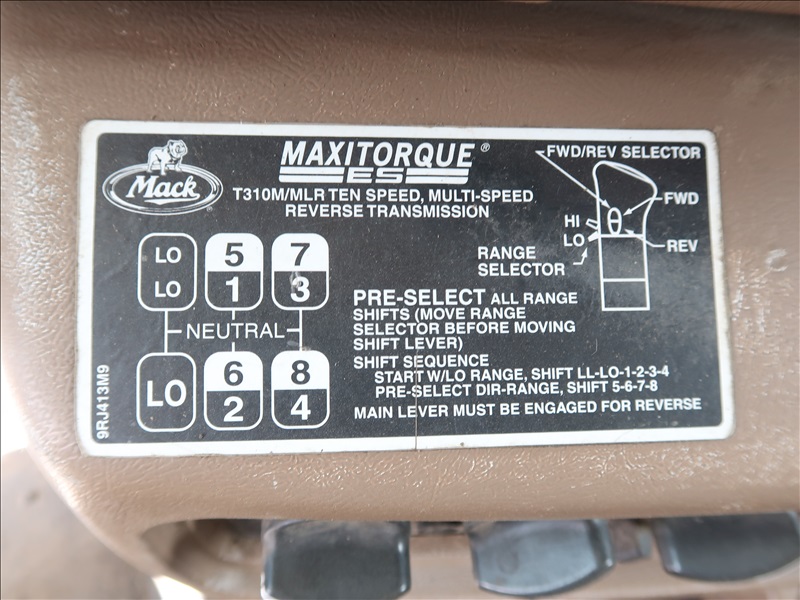 Mack
MAXITORQUE®
ES
T310M/MLR TEN SPEED, MULTI-SPEED
REVERSE TRANSMISSION
FWD/REV SELECTOR
FWD
HI
LO
REV
RANGE
SELECTOR
LO 5 7
LO 1 3
NEUTRAL
LO 6 8
2 4
PRE-SELECT ALL RANGE
SHIFTS (MOVE RANGE
SELECTOR BEFORE MOVING
SHIFT LEVER)
SHIFT SEQUENCE
START W/LO RANGE, SHIFT LL-LO-1-2-3-4
PRE-SELECT DIR-RANGE, SHIFT 5-6-7-8
MAIN LEVER MUST BE ENGAGED FOR REVERSE
9RJ413M9